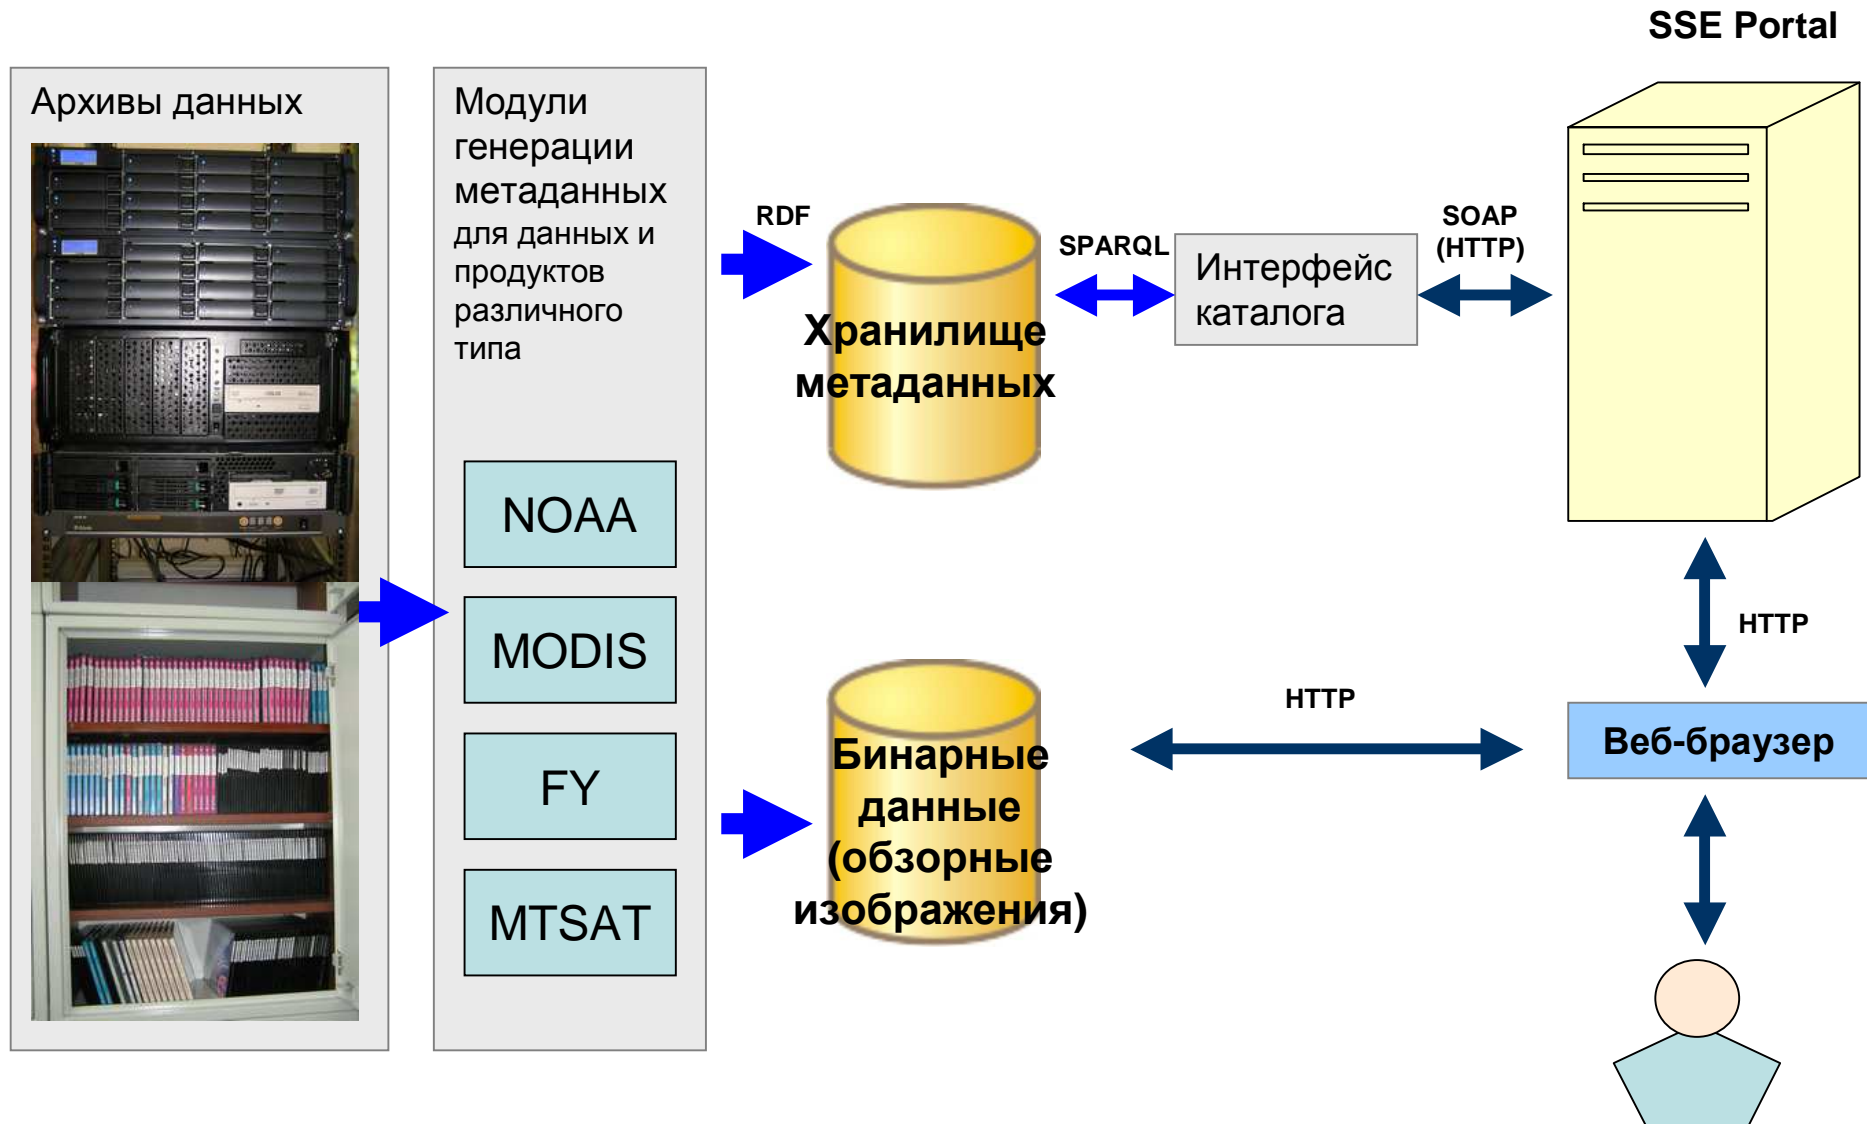 SSE Portal
Архивы данных
Модули
генерации
метаданных
для данных и
продуктов
различного
типа
NOAA
MODIS
FY
MTSAT
RDF
Хранилище
метаданных
SPARQL
Интерфейс
каталога
SOAP
(HTTP)
HTTP
Бинарные
данные
(обзорные
изображения)
HTTP
Веб-браузер